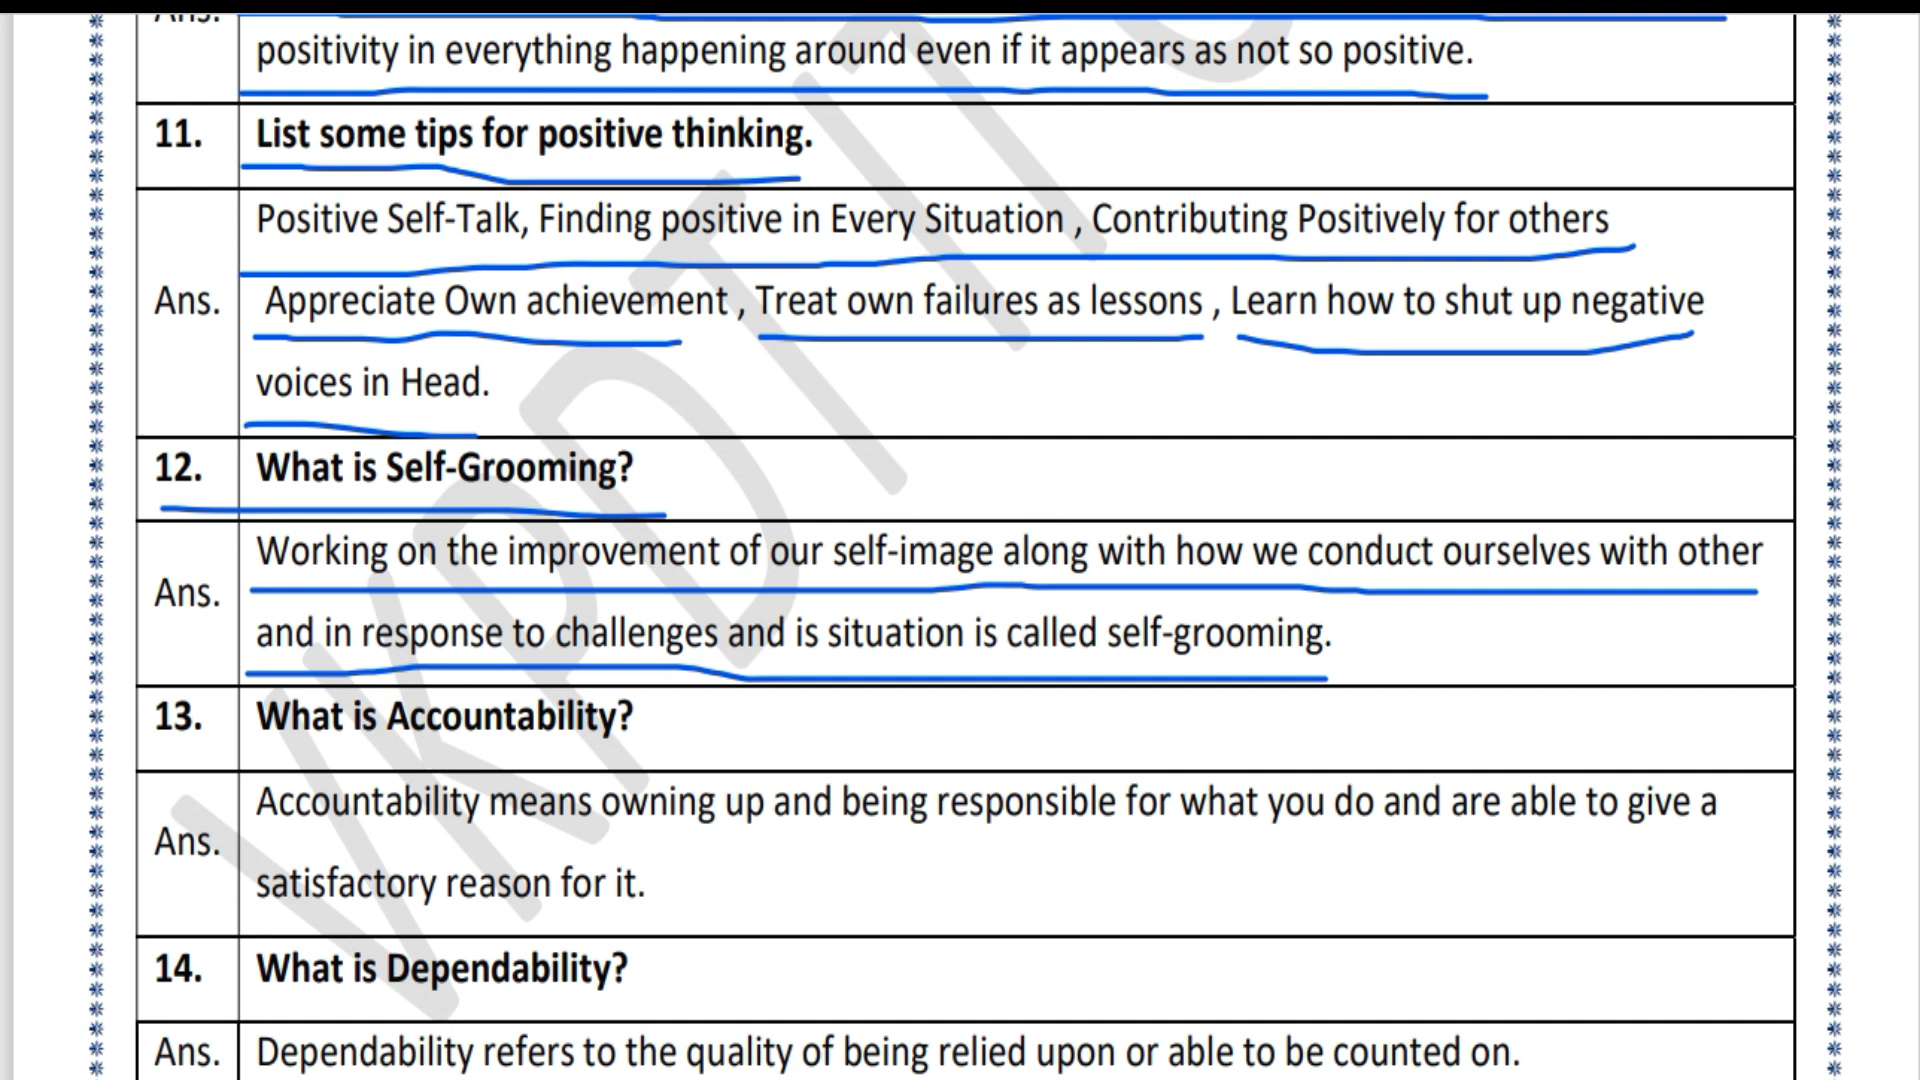 Ans.
positivity in everything happening around even if it appears as not so positive.
11. List some tips for positive thinking.
Positive Self-Talk, Finding positive in Every Situation , Contributing Positively for others
Ans. Appreciate Own achievement , Treat own failures as lessons , Learn how to shut up negative
voices in Head.
12. What is Self-Grooming?
Working on the improvement of our self-image along with how we conduct ourselves with other
Ans.
and in response to challenges and is situation is called self-grooming.
13. What is Accountability?
Accountability means owning up and being responsible for what you do and are able to give a
Ans.
satisfactory reason for it.
14. What is Dependability?
Ans. Dependability refers to the quality of being relied upon or able to be counted on.